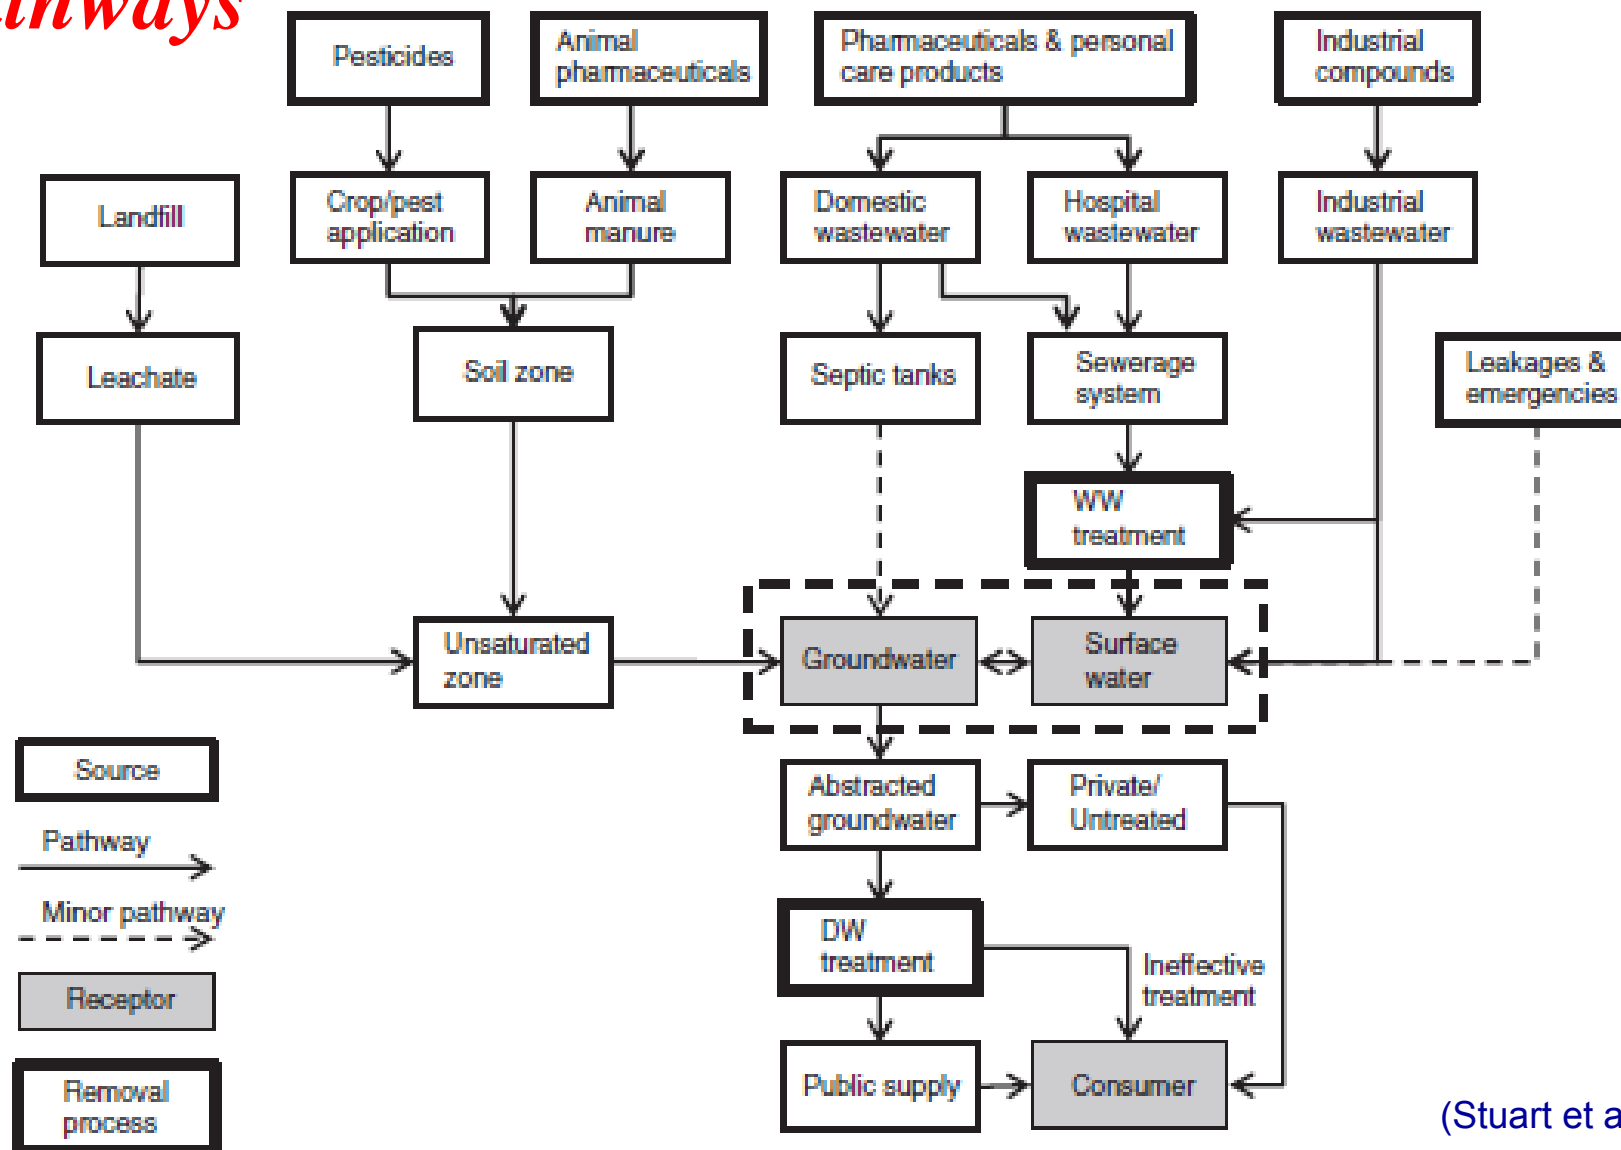 Pesticides
Animal
pharmaceuticals
Pharmaceuticals & personal
care products
Industrial
compounds
Landfill
Crop/pest
application
Animal
manure
Domestic
wastewater
Hospital
wastewater
Industrial
wastewater
Leachate
Soil zone
Septic tanks
Sewerage
system
Leakages &
emergencies
WW
treatment
Unsaturated
zone
Groundwater
Surface
water
Source
Abstracted
groundwater
Private/
Untreated
Pathway
Minor pathway
DW
treatment
Ineffective
treatment
Receptor
Removal
process
Public supply
Consumer
(Stuart et a